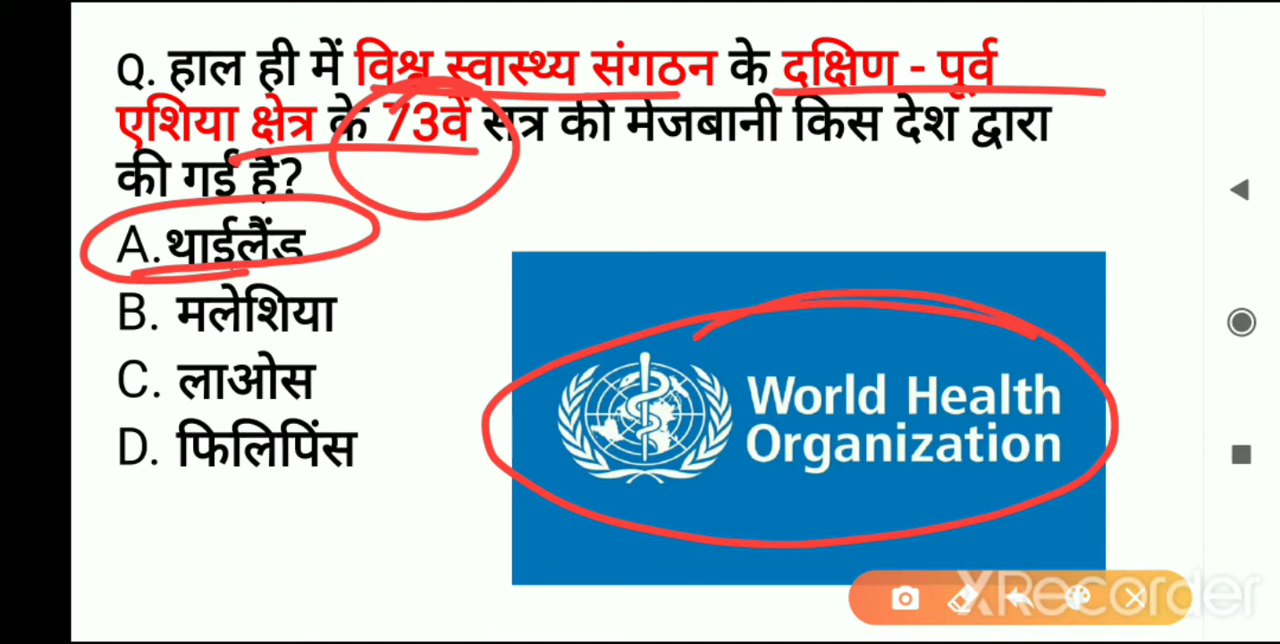 Q. हाल ही में विश्व स्वास्थ्य संगठन के दक्षिण - पूर्व
एशिया क्षेत्र के 73वें सत्र की मेजबानी किस देश द्वारा
की गई है?
A.थाईलैंड
B. मलेशिया
C. लाओस
D. फिलिपिंस
World Health
Organization
XRecorder